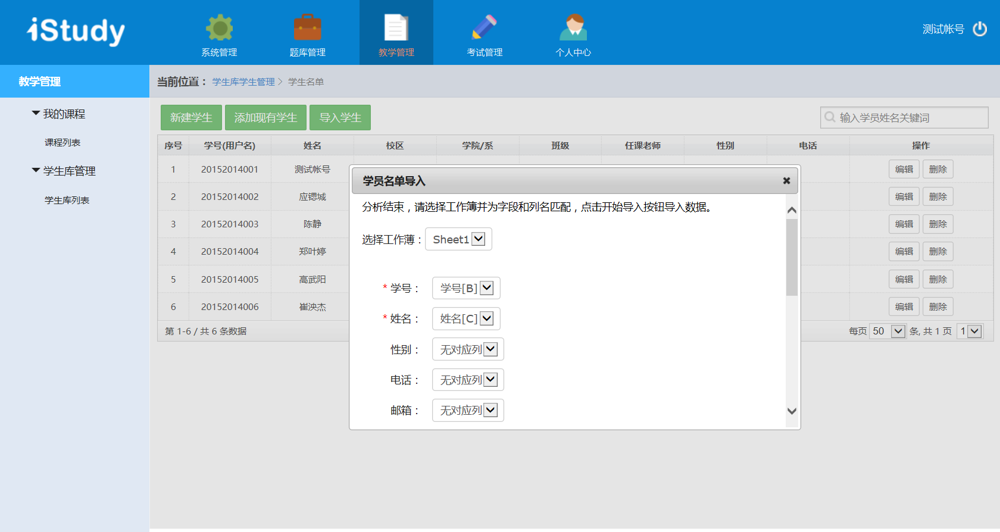 iStudy
系统管理
题库管理
教学管理
考试管理
个人中心
测试帐号
教学管理
我的课程
课程列表
学生库管理
学生库列表
当前位置： 学生库学生管理 > 学生名单
新建学生 添加现有学生 导入学生
输入学员姓名关键词
序号 学号(用户名) 姓名 校区 学院/系 班级 任课老师 性别 电话 操作
1 20152014001 测试帐号 编辑 删除
2 20152014002 应锶城 编辑 删除
3 20152014003 陈静 编辑 删除
4 20152014004 郑叶婷 编辑 删除
5 20152014005 高武阳 编辑 删除
6 20152014006 崔泱杰 编辑 删除
第 1-6 / 共 6 条数据
每页 50 条, 共 1 页 1
学员名单导入
分析结束，请选择工作簿并为字段和列名匹配，点击开始导入按钮导入数据。
选择工作薄： Sheet1
* 学号： 学号[B]
* 姓名： 姓名[C]
性别： 无对应列
电话： 无对应列
邮箱： 无对应列